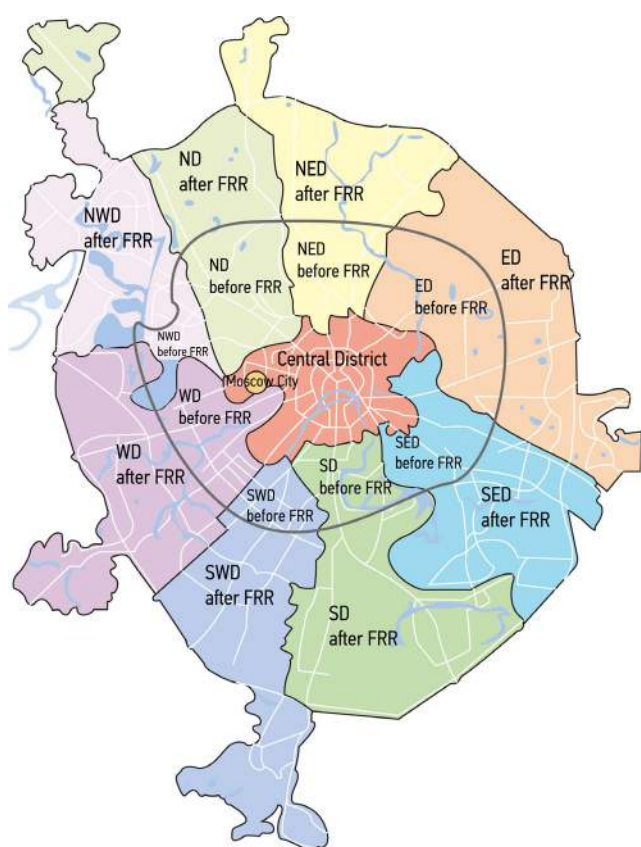 ND
after FRR
NED
after FRR
NWD
after FRR
ED
after FRR
ND
before FRR
NED
before FRR
ED
before FRR
NWD
before FRR
Central District
(Moscow City
WD
before FRR
WD
after FRR
SED
before FRR
SD
before FRR
SWD
before FRR
SED
after FRR
SWD
after FRR
SD
after FRR